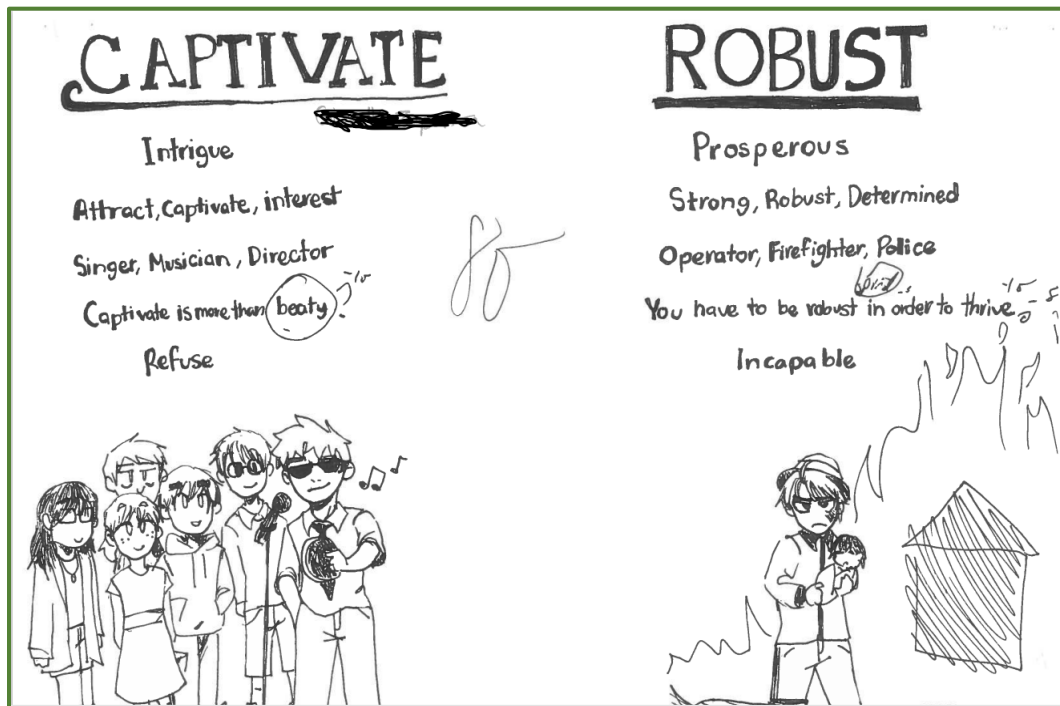 CAPTIVATE
Intrigue
Attract, Captivate, interest
Singer, Musician, Director
Captivate is more than beaty
? -15
Refuse
ROBUST
Prosperous
Strong, Robust, Determined
Operator, Firefighter, Police
You have to be robust in order to thrive
Incapable